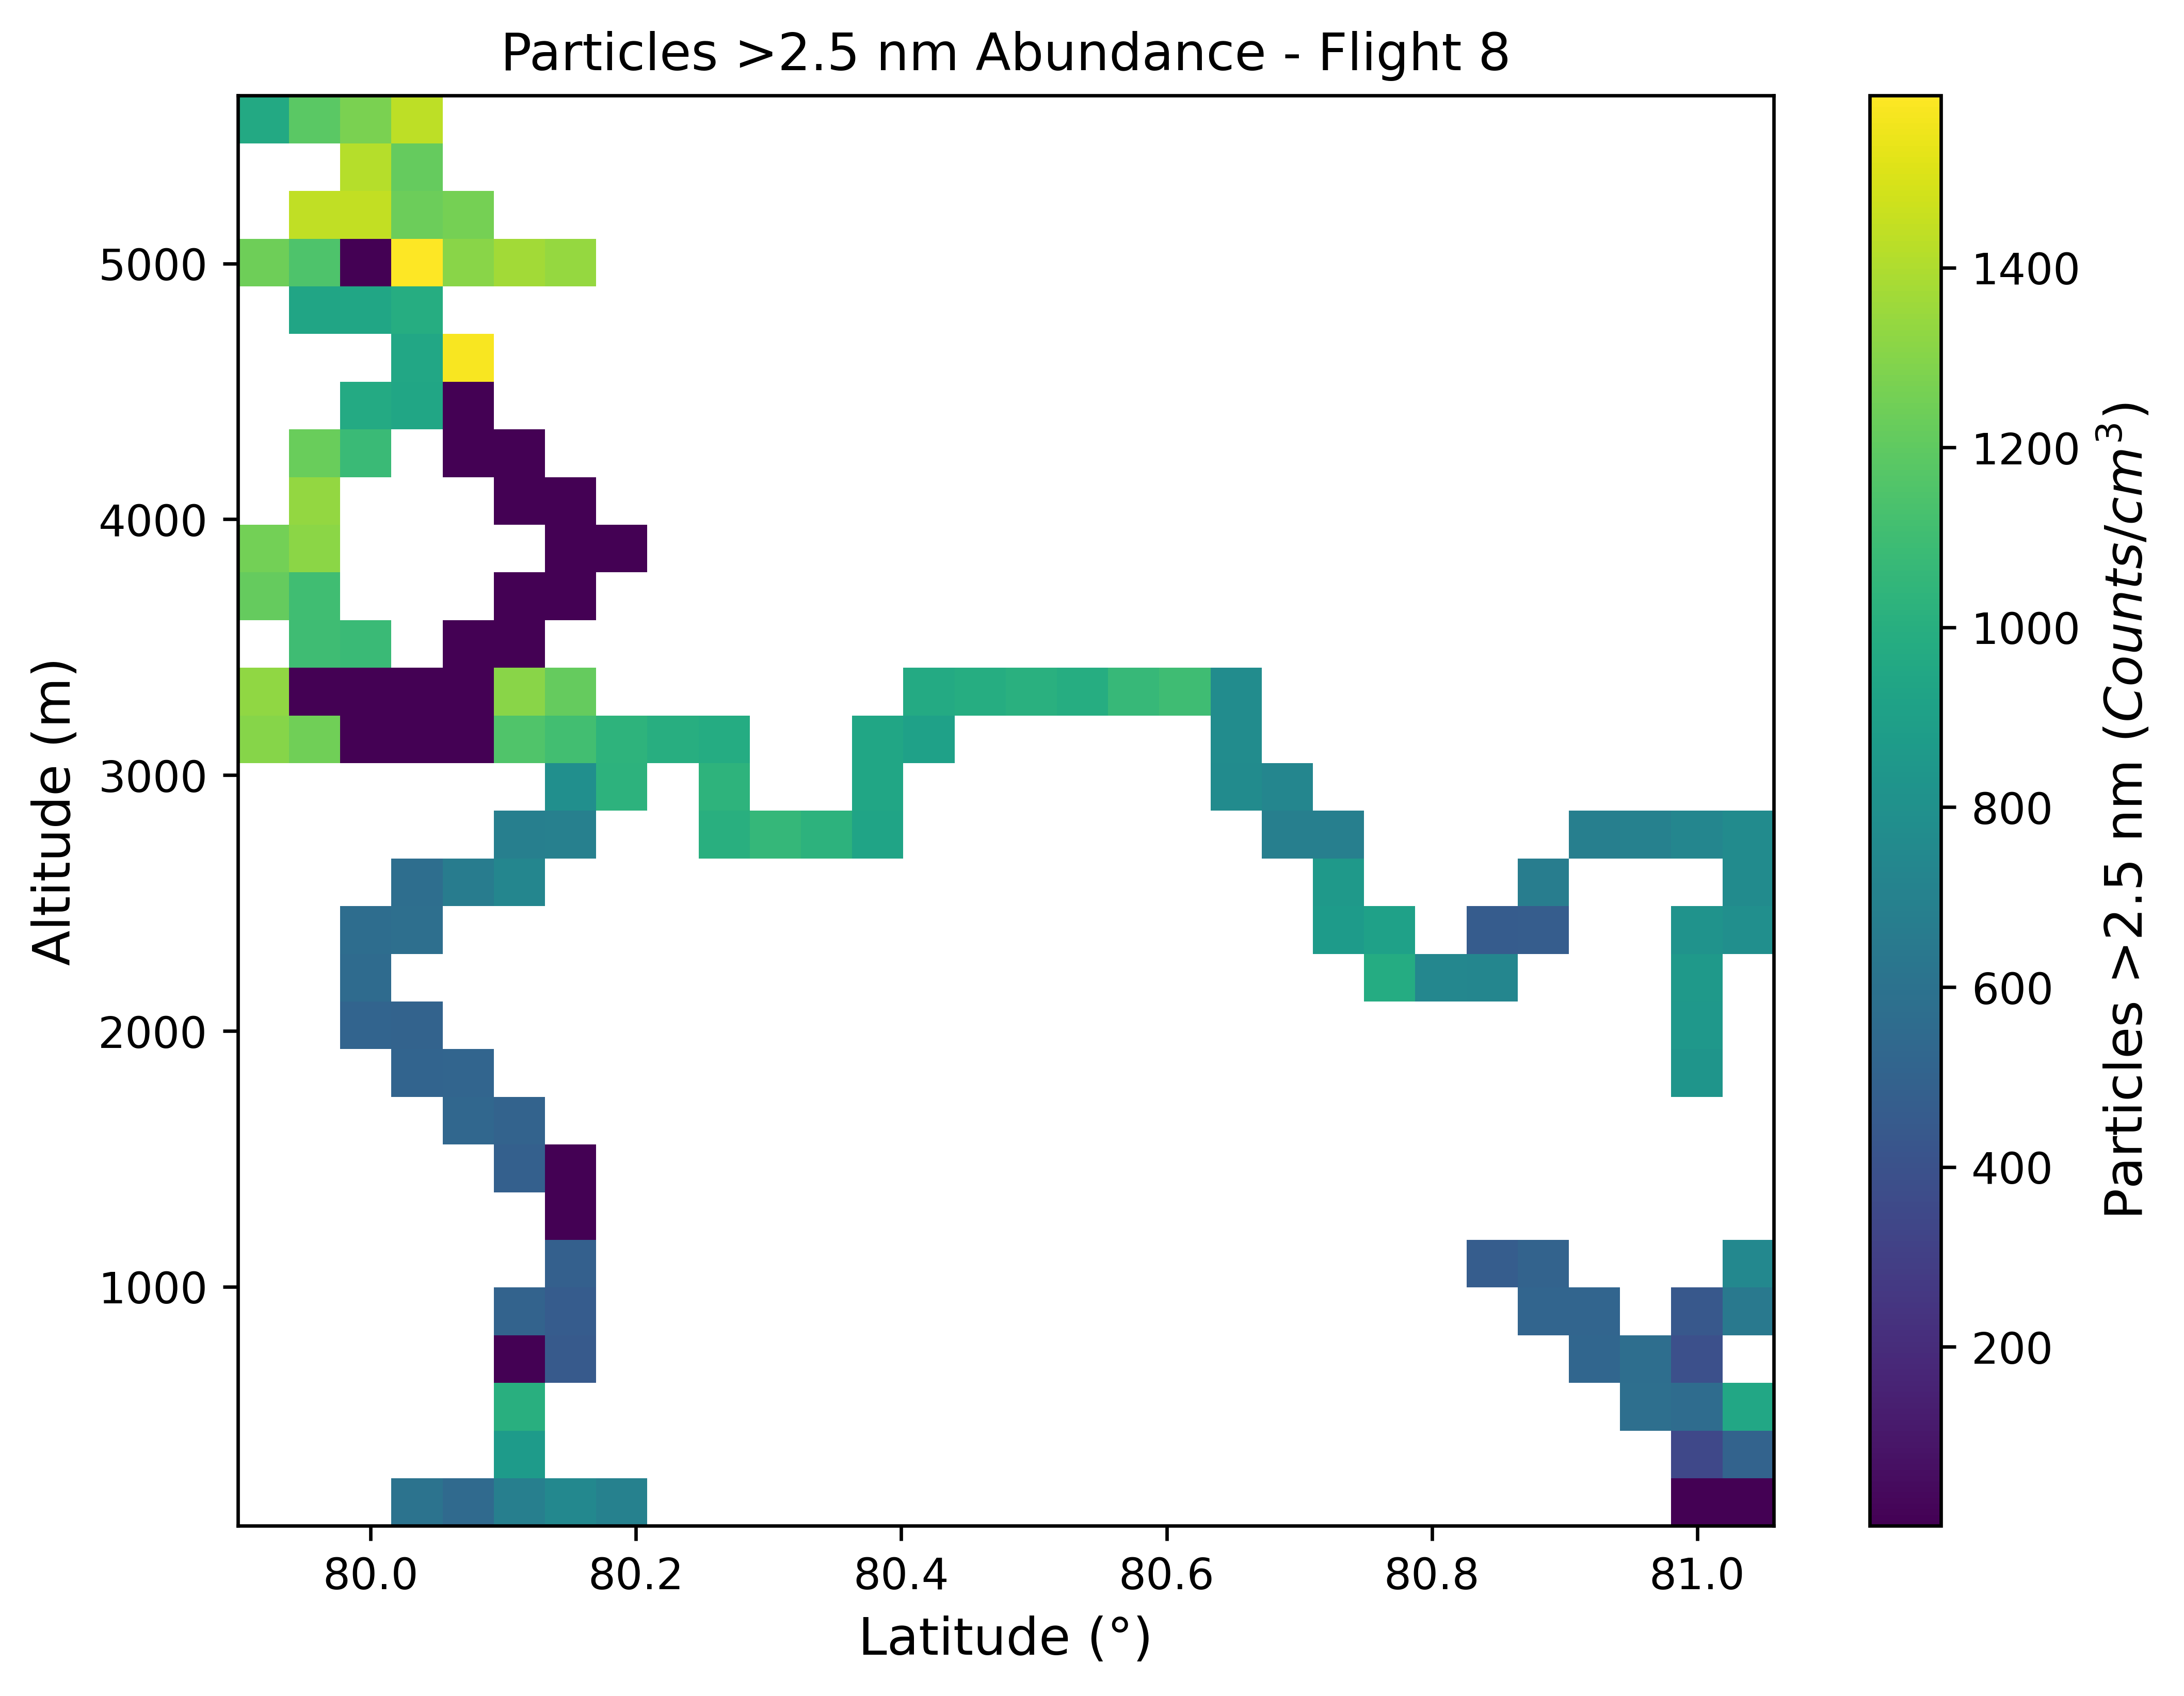 Particles >2.5 nm Abundance - Flight 8
Altitude (m)
5000
4000
3000
2000
1000
80.0 80.2 80.4 80.6 80.8 81.0
Latitude (°)
1400
1200
1000
800
600
400
200
Particles >2.5 nm (Counts/cm³)